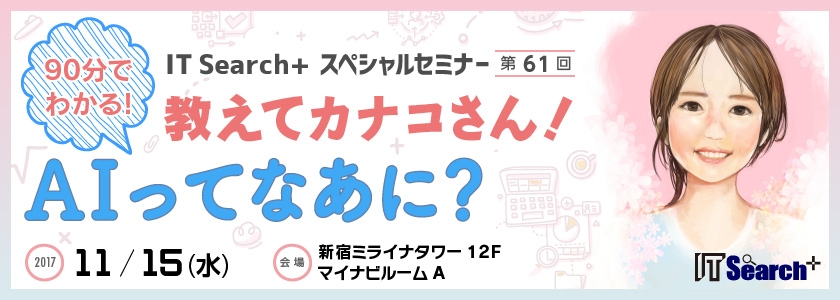 90分で
わかる!
IT Search+ スペシャルセミナー 第61回
教えてカナコさん!
AIってなあに?
2017 11/15(水)
会場 新宿ミライナタワー 12F
マイナビルーム A
IT Search+